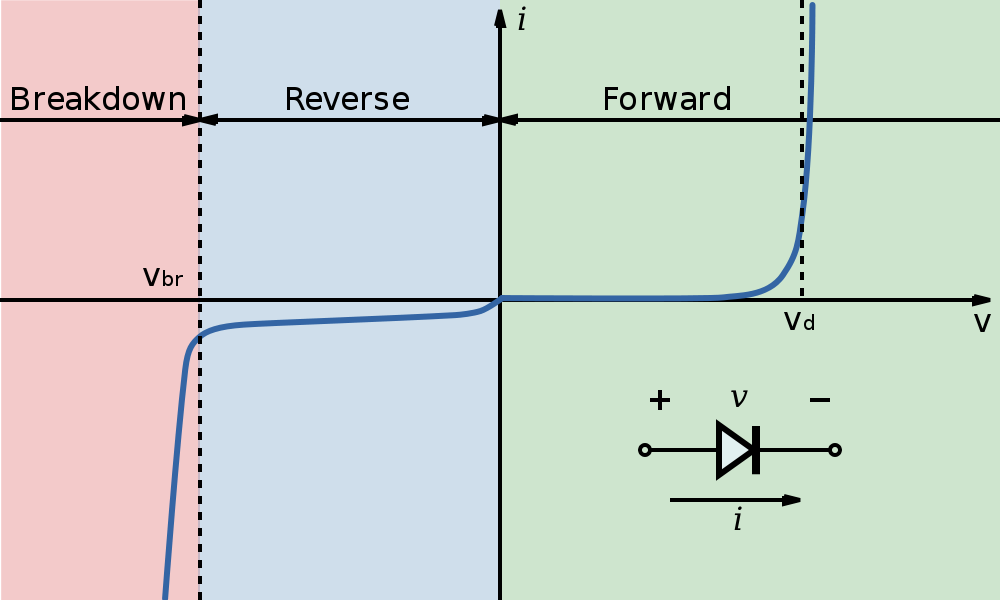 i
Breakdown Reverse Forward
vbr
vd
v
+ v −
i